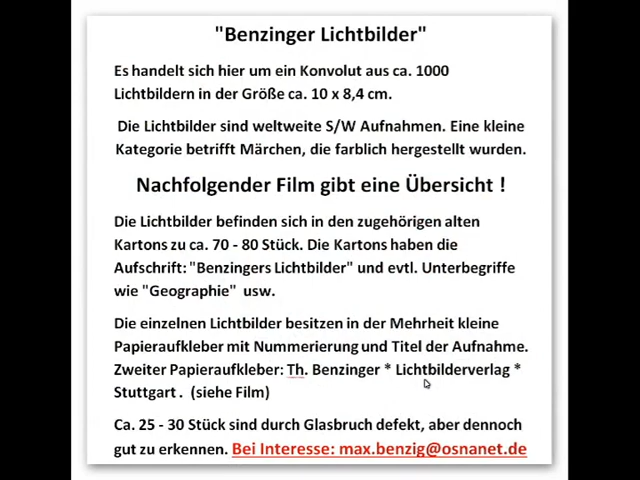 "Benzinger Lichtbilder"
Es handelt sich hier um ein Konvolut aus ca. 1000
Lichtbildern in der Größe ca. 10 x 8,4 cm.
Die Lichtbilder sind weltweite S/W Aufnahmen. Eine kleine
Kategorie betrifft Märchen, die farblich hergestellt wurden.
Nachfolgender Film gibt eine Übersicht !
Die Lichtbilder befinden sich in den zugehörigen alten
Kartons zu ca. 70 - 80 Stück. Die Kartons haben die
Aufschrift: "Benzingers Lichtbilder" und evtl. Unterbegriffe
wie "Geographie" usw.
Die einzelnen Lichtbilder besitzen in der Mehrheit kleine
Papieraufkleber mit Nummerierung und Titel der Aufnahme.
Zweiter Papieraufkleber: Th. Benzinger * Lichtbilderverlag *
Stuttgart . (siehe Film)
Ca. 25 - 30 Stück sind durch Glasbruch defekt, aber dennoch
gut zu erkennen. Bei Interesse: max.benzig@osnanet.de